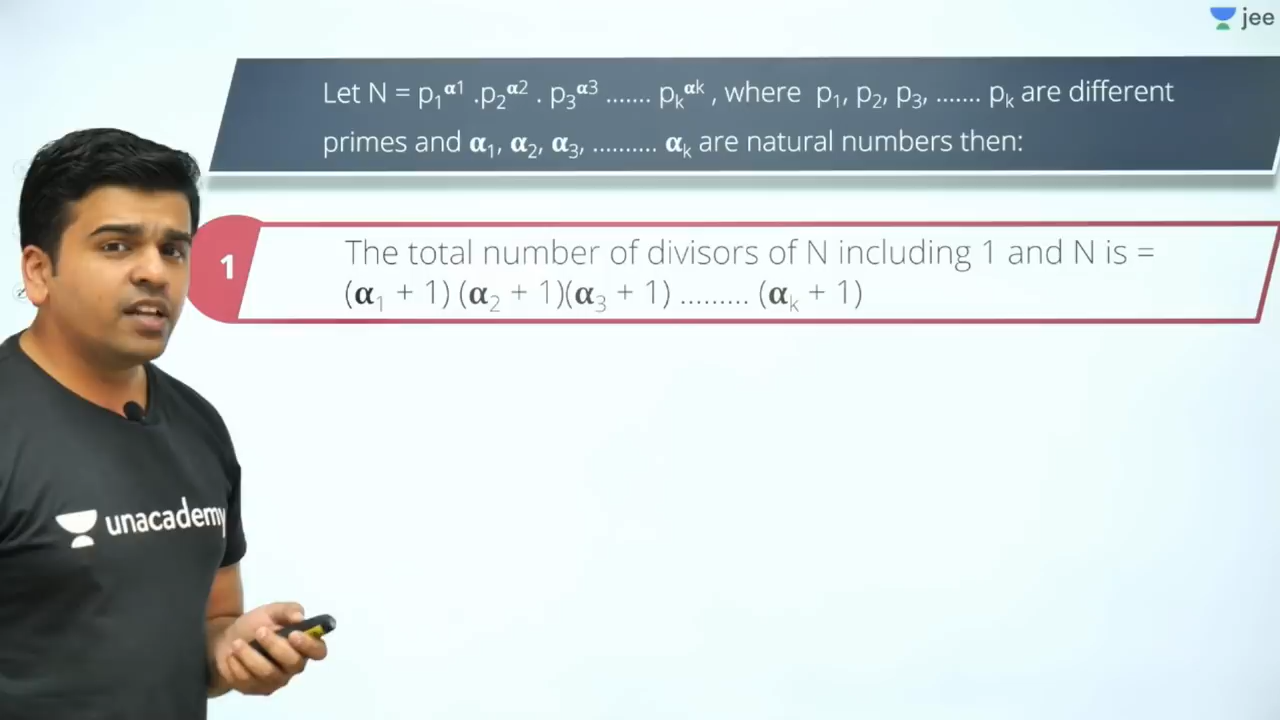 jee
Let N = p₁^α1 .p₂^α2 . p₃^α3 ....... pₖ^αk , where p₁, p₂, p₃, ....... pₖ are different
primes and α₁, α₂, α₃, .......... αₖ are natural numbers then:
1
The total number of divisors of N including 1 and N is =
(α₁ + 1) (α₂ + 1)(α₃ + 1) ......... (αₖ + 1)
unacademy